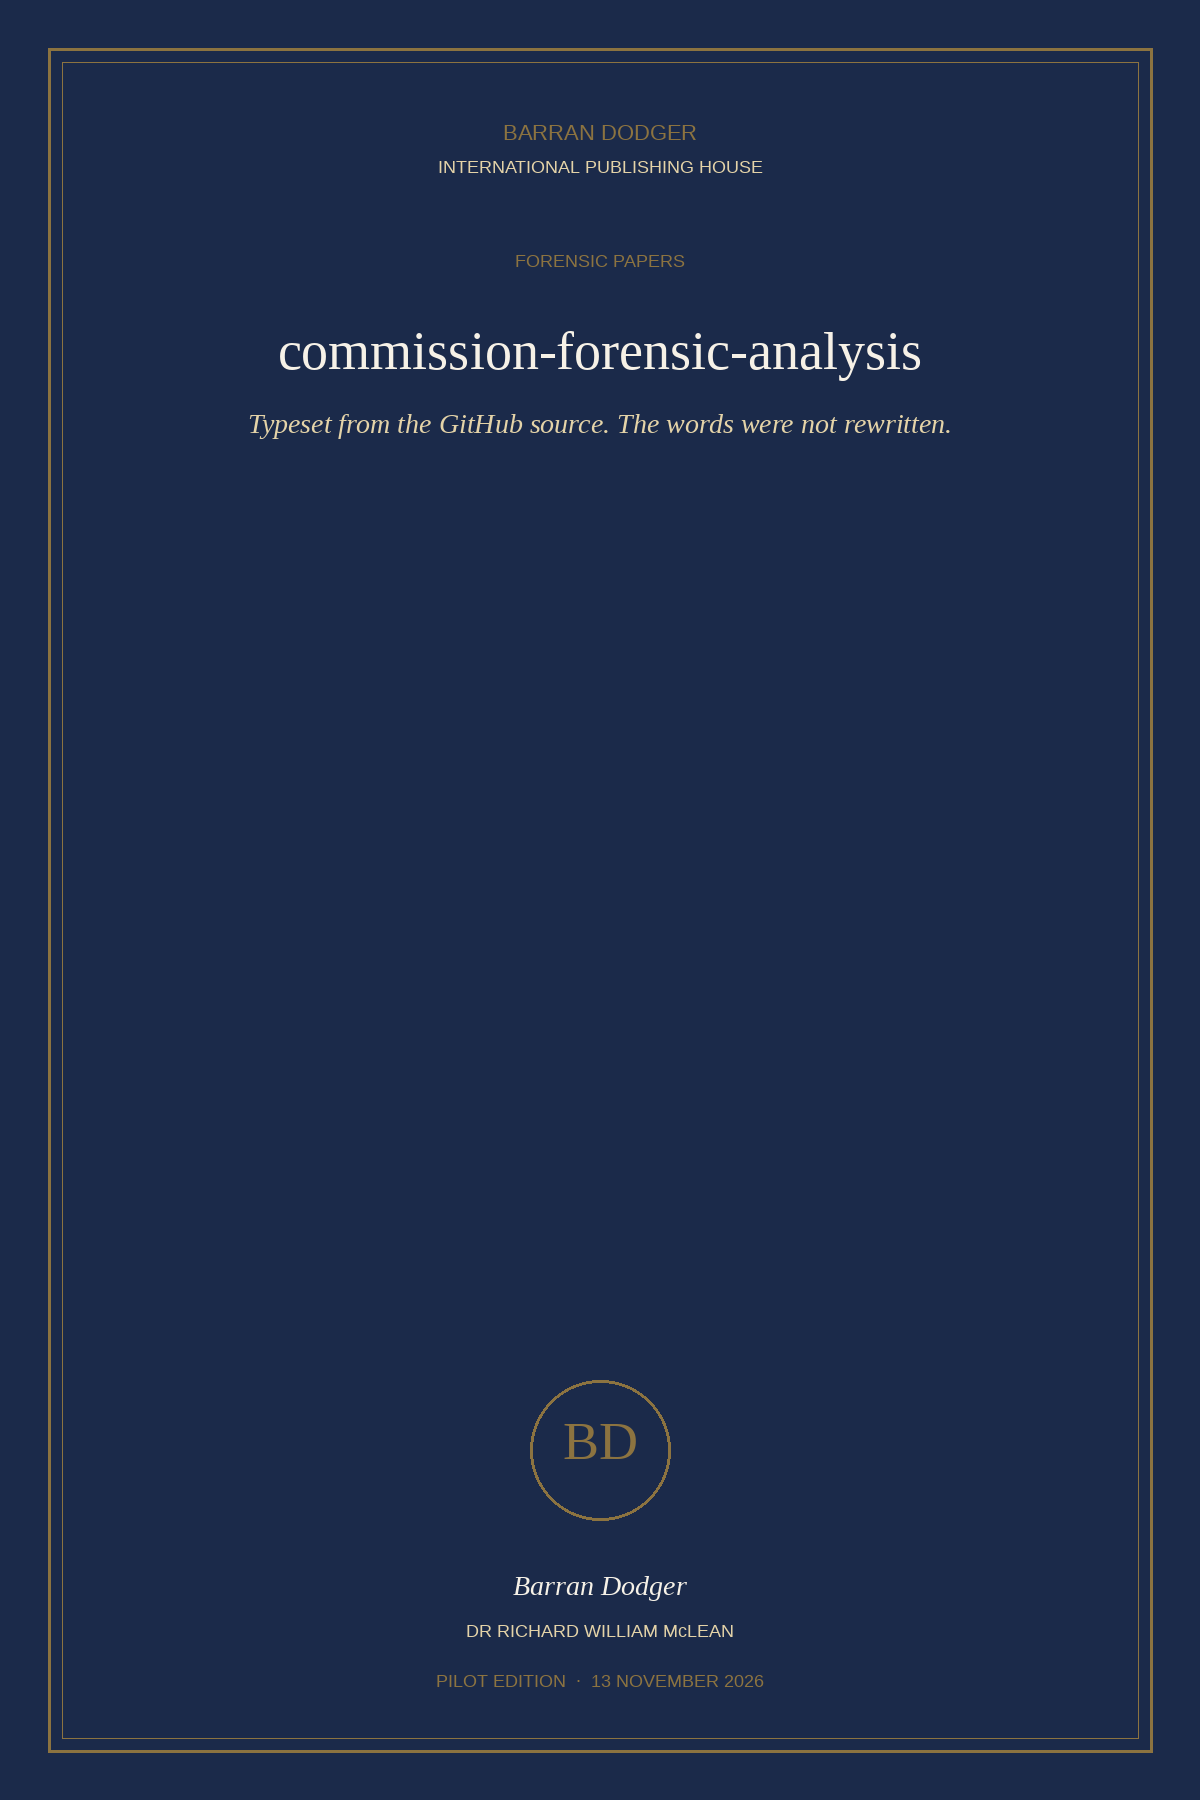 BARRAN DODGER
INTERNATIONAL PUBLISHING HOUSE
FORENSIC PAPERS
commission-forensic-analysis
Typeset from the GitHub source. The words were not rewritten.
BD
Barran Dodger
DR RICHARD WILLIAM McLEAN
PILOT EDITION · 13 NOVEMBER 2026